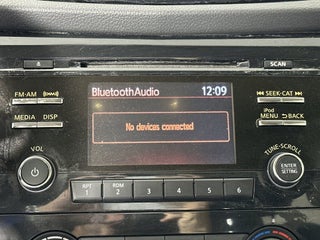 SCAN
FM•AM
MEDIA DISP
BluetoothAudio 12:09
No devices connected
SEEK•CAT
iPod
MENU BACK
VOL
TUNE•SCROLL
ENTER
SETTING
RPT RDM
1 2 3 4 5 6